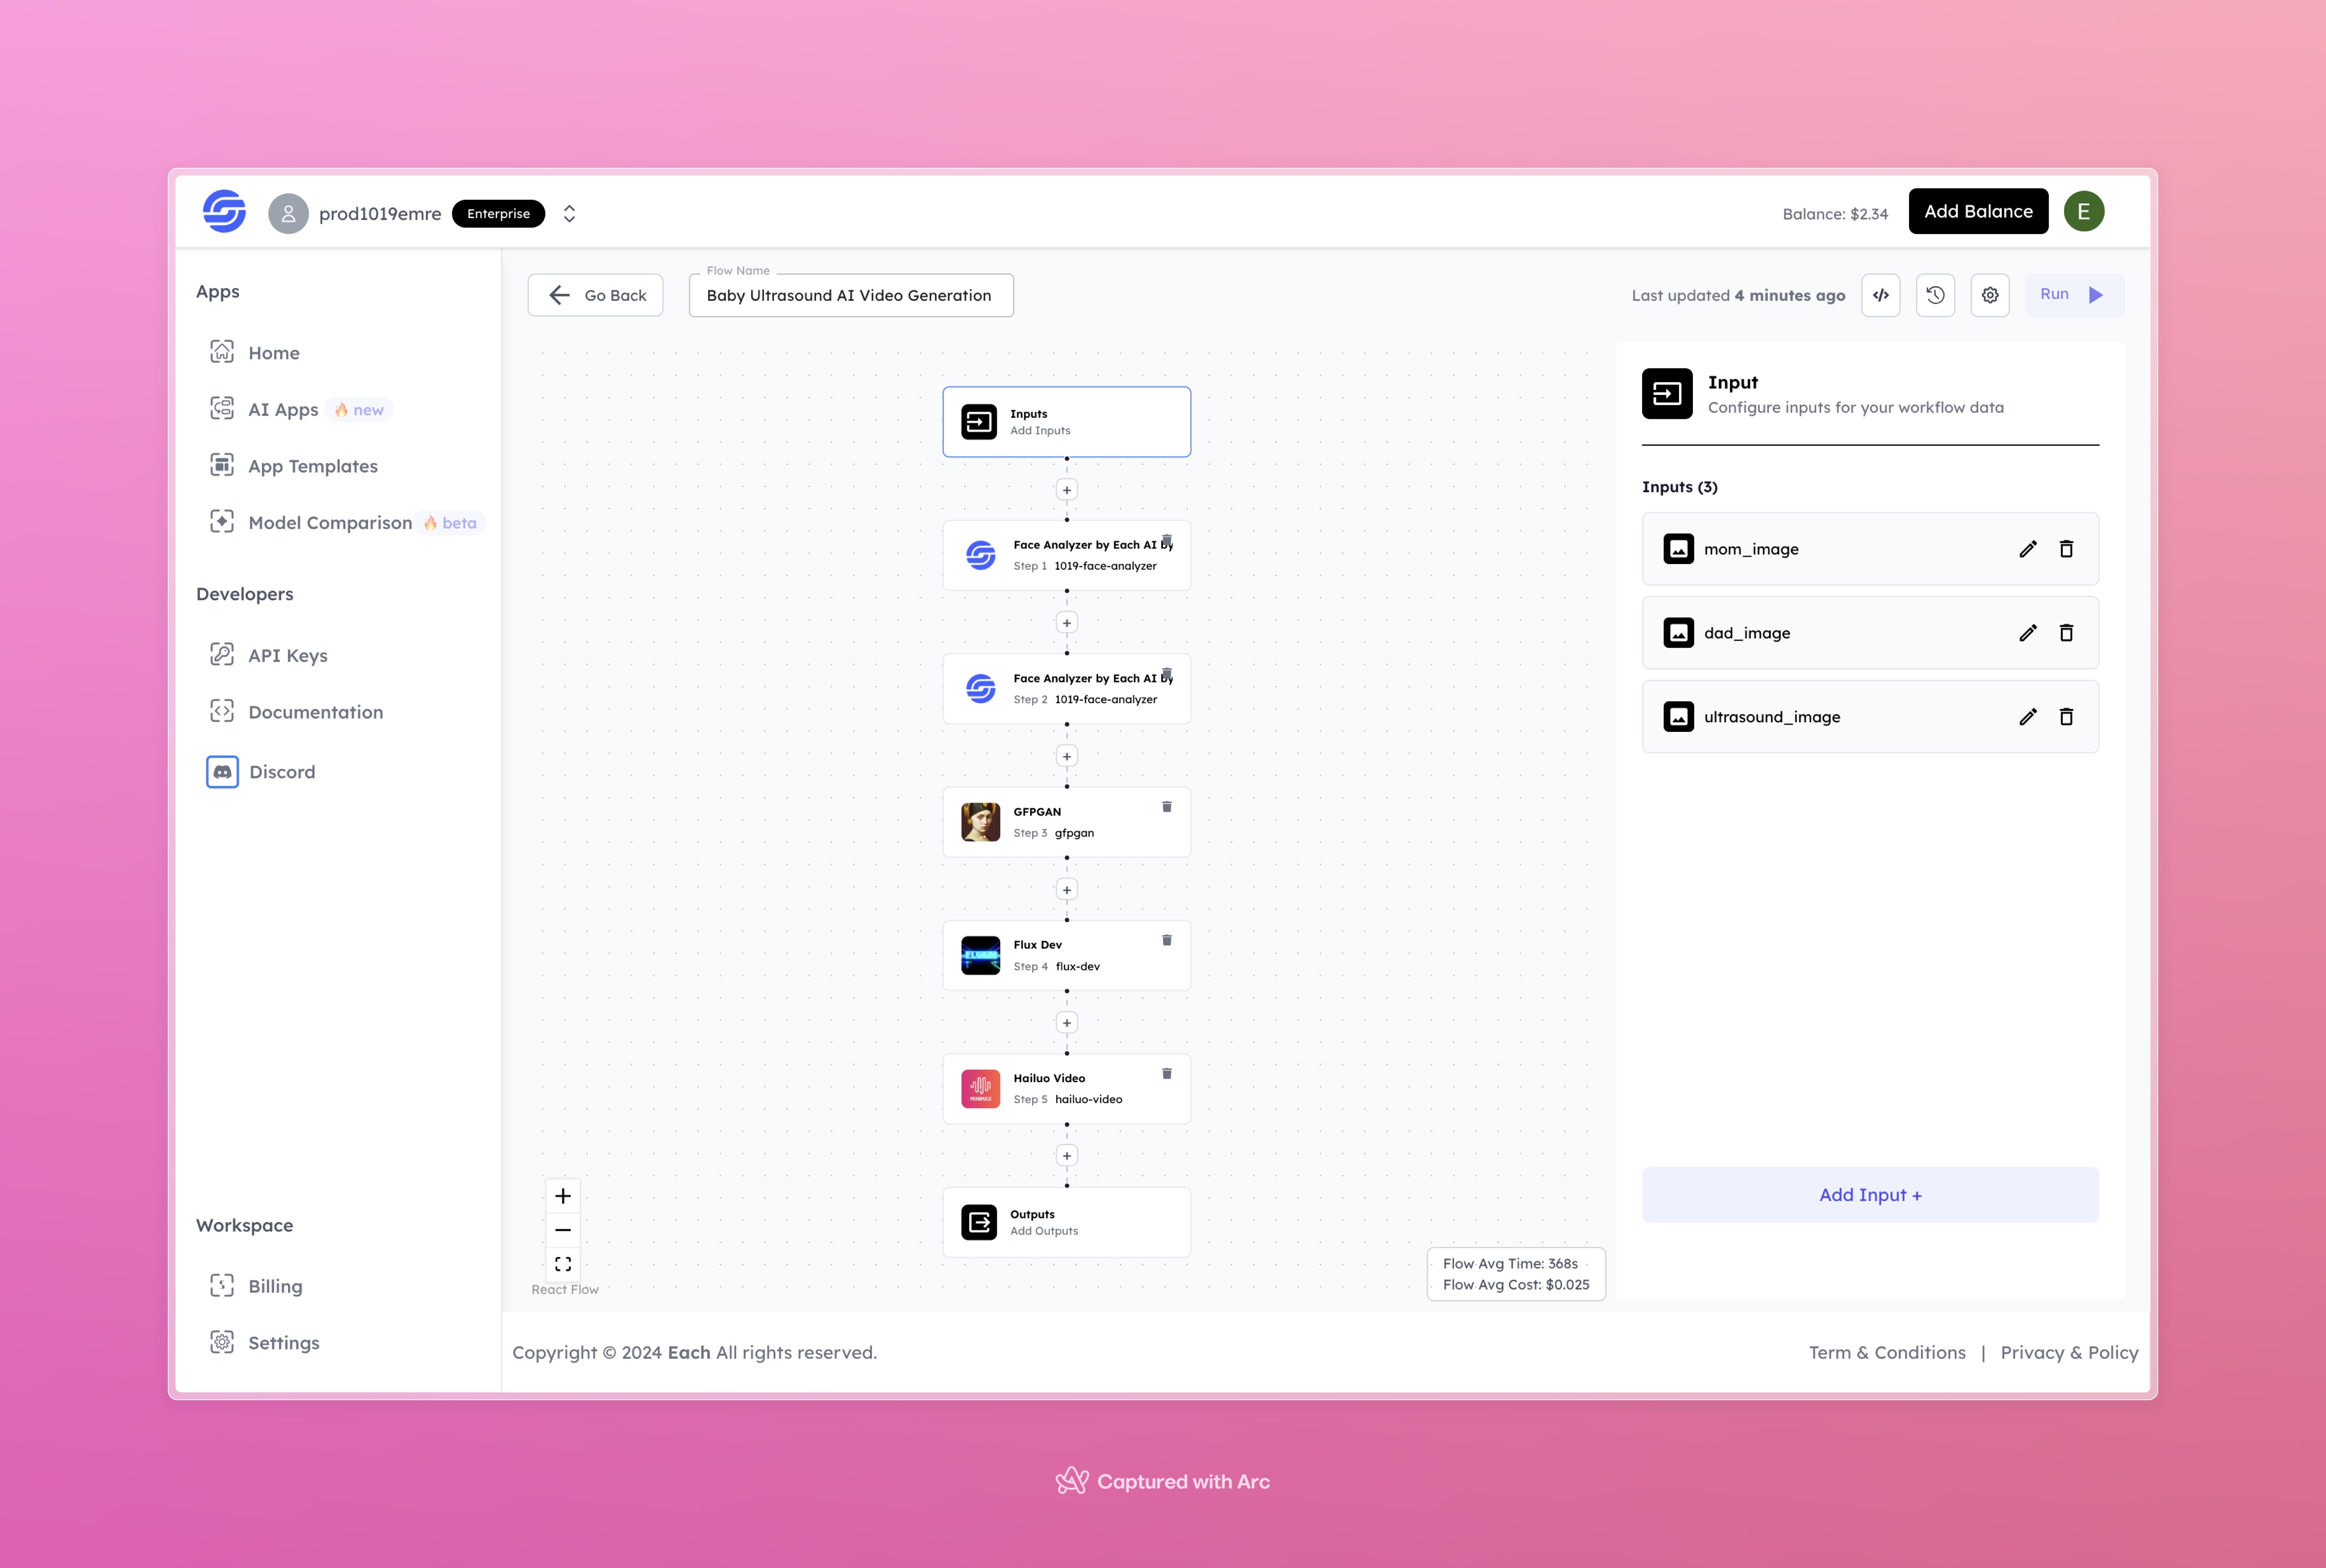 prod1019emre Enterprise
Balance: $2.34 Add Balance E
Apps
Home
AI Apps 🔥 new
App Templates
Model Comparison 🔥 beta
Developers
API Keys
Documentation
Discord
Workspace
Billing
Settings
Go Back
Flow Name
Baby Ultrasound AI Video Generation
Last updated 4 minutes ago
Run
Inputs
Add Inputs
Face Analyzer by Each AI by
Step 1 1019-face-analyzer
Face Analyzer by Each AI by
Step 2 1019-face-analyzer
GFPGAN
Step 3 gfpgan
Flux Dev
Step 4 flux-dev
MINIMAX
Hailuo Video
Step 5 hailuo-video
Outputs
Add Outputs
React Flow
Flow Avg Time: 368s
Flow Avg Cost: $0.025
Input
Configure inputs for your workflow data
Inputs (3)
mom_image
dad_image
ultrasound_image
Add Input +
Copyright © 2024 Each All rights reserved.
Term & Conditions | Privacy & Policy
Captured with Arc